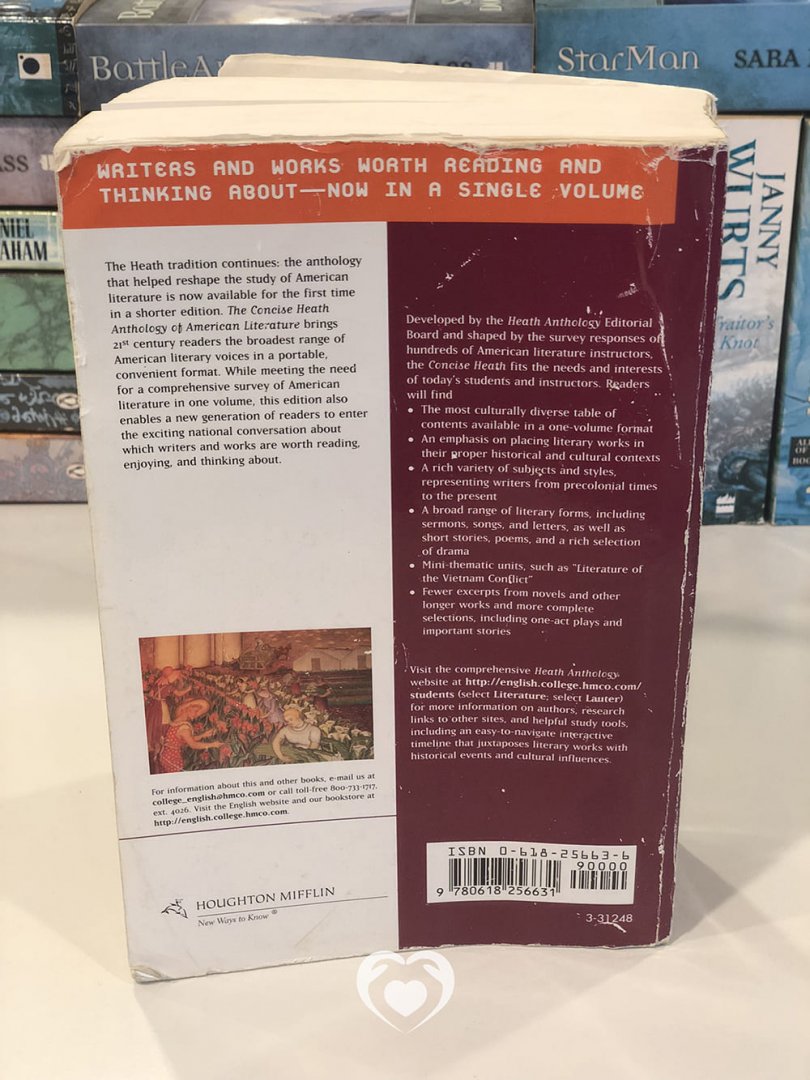 BattleA
StarMan
SARA
ASS
NIEL
AHAM
JANNY
WURTS
Traitor's
Knot
WRITERS AND WORKS WORTH READING AND
THINKING ABOUT—NOW IN A SINGLE VOLUME
The Heath tradition continues: the anthology
that helped reshape the study of American
literature is now available for the first time
in a shorter edition. The Concise Heath
Anthology of American Literature brings
21st century readers the broadest range of
American literary voices in a portable,
convenient format. While meeting the need
for a comprehensive survey of American
literature in one volume, this edition also
enables a new generation of readers to enter
the exciting national conversation about
which writers and works are worth reading,
enjoying, and thinking about.
For information about this and other books, e-mail us at
college_english@hmco.com or call toll-free 800-733-1717,
ext. 4026. Visit the English website and our bookstore at
http://english.college.hmco.com.
HOUGHTON MIFFLIN
New Ways to Know ®
Developed by the Heath Anthology Editorial
Board and shaped by the survey responses of
hundreds of American literature instructors,
the Concise Heath fits the needs and interests
of today's students and instructors. Readers
will find
• The most culturally diverse table of
contents available in a one-volume format
• An emphasis on placing literary works in
their proper historical and cultural contexts
• A rich variety of subjects and styles,
representing writers from precolonial times
to the present
• A broad range of literary forms, including
sermons, songs, and letters, as well as
short stories, poems, and a rich selection
of drama
• Mini-thematic units, such as "Literature of
the Vietnam Conflict"
• Fewer excerpts from novels and other
longer works and more complete
selections, including one-act plays and
important stories
Visit the comprehensive Heath Anthology
website at http://english.college.hmco.com/
students (select Literature; select Lauter)
for more information on authors, research
links to other sites, and helpful study tools,
including an easy-to-navigate interactive
timeline that juxtaposes literary works with
historical events and cultural influences.
ISBN 0-618-25663-6
90000
9 780618 256631
3-31248